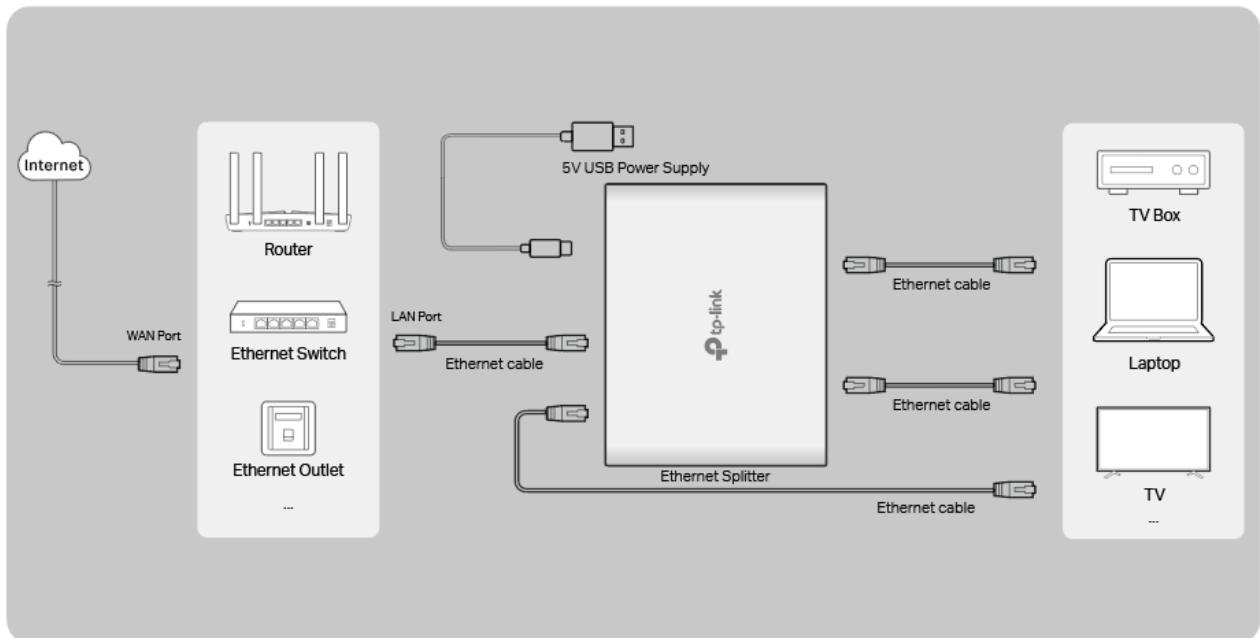 Internet
WAN Port
Router
Ethernet Switch
Ethernet Outlet
...
5V USB Power Supply
LAN Port
Ethernet cable
tp-link
Ethernet Splitter
Ethernet cable
Ethernet cable
Ethernet cable
TV Box
Laptop
TV
...